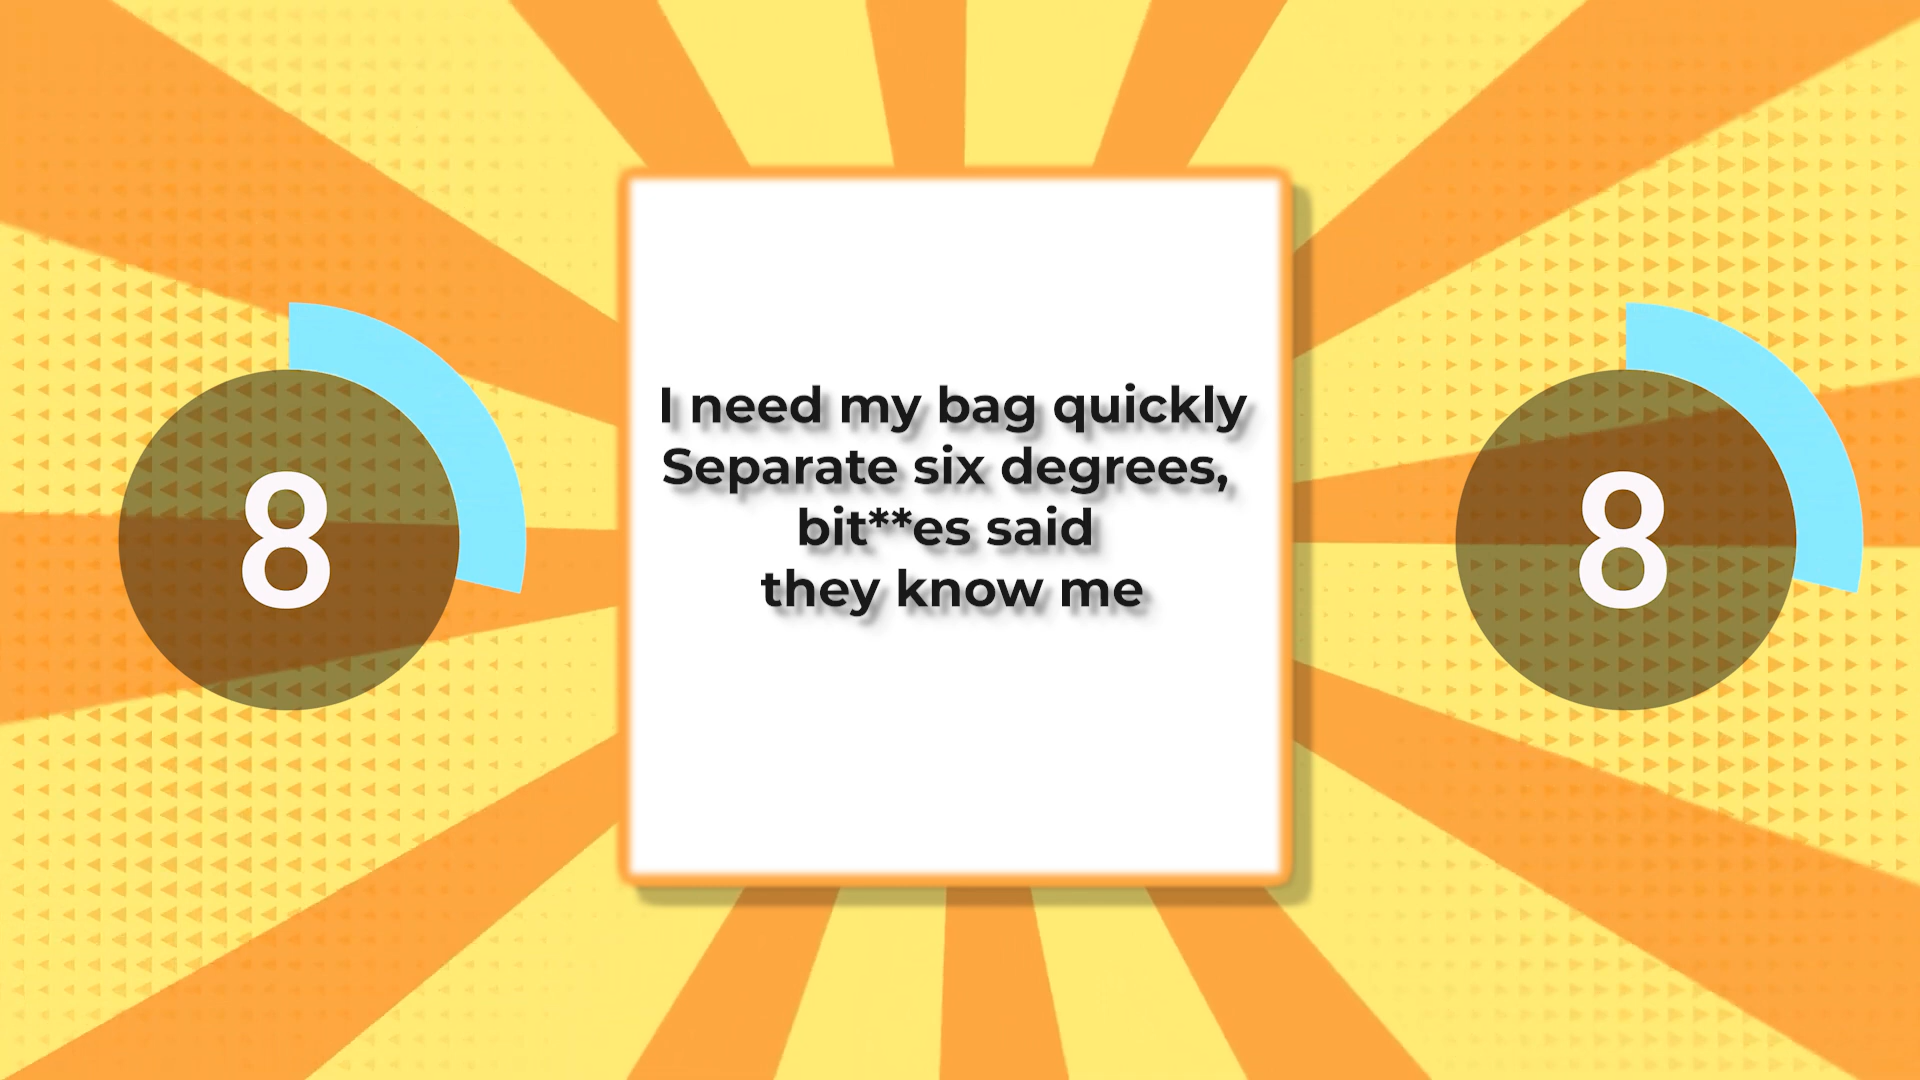 8
I need my bag quickly
Separate six degrees,
bit**es said
they know me
8